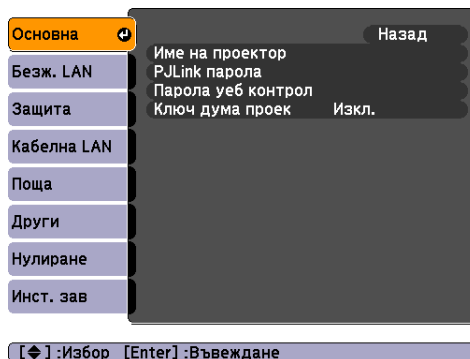 Основна
Безж. LAN
Защита
Кабелна LAN
Поща
Други
Нулиране
Инст. зав
Назад
Име на проектор
PJLink парола
Парола уеб контрол
Ключ дума проек Изкл.
[◆] :Избор [Enter] :Въвеждане